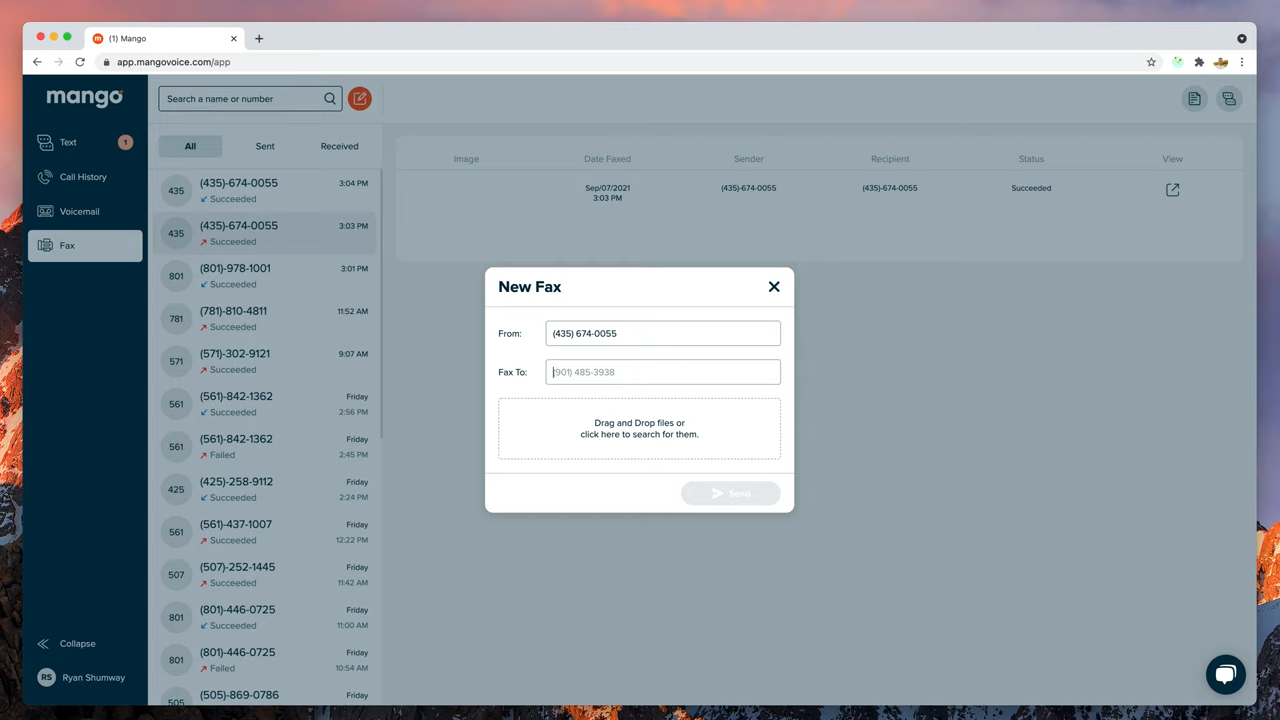 (1) Mango
app.mangovoice.com/app
mango
Search a name or number
Text
1
Call History
Voicemail
Fax
Collapse
RS
Ryan Shumway
All
Sent
Received
435
(435)-674-0055
3:04 PM
Succeeded
435
(435)-674-0055
3:03 PM
Succeeded
801
(801)-978-1001
3:01 PM
Succeeded
781
(781)-810-4811
11:52 AM
Succeeded
571
(571)-302-9121
9:07 AM
Succeeded
561
(561)-842-1362
Friday
Succeeded
2:56 PM
561
(561)-842-1362
Friday
Failed
2:45 PM
425
(425)-258-9112
Friday
Succeeded
2:24 PM
561
(561)-437-1007
Friday
Succeeded
12:22 PM
507
(507)-252-1445
Friday
Succeeded
11:42 AM
801
(801)-446-0725
Friday
Succeeded
11:00 AM
801
(801)-446-0725
Friday
Failed
10:54 AM
505
(505)-869-0786
Friday
Image
Date Faxed
Sender
Recipient
Status
View
Sep/07/2021
3:03 PM
(435)-674-0055
(435)-674-0055
Succeeded
New Fax
From:
(435) 674-0055
Fax To:
(901) 485-3938
Drag and Drop files or
click here to search for them.
Send